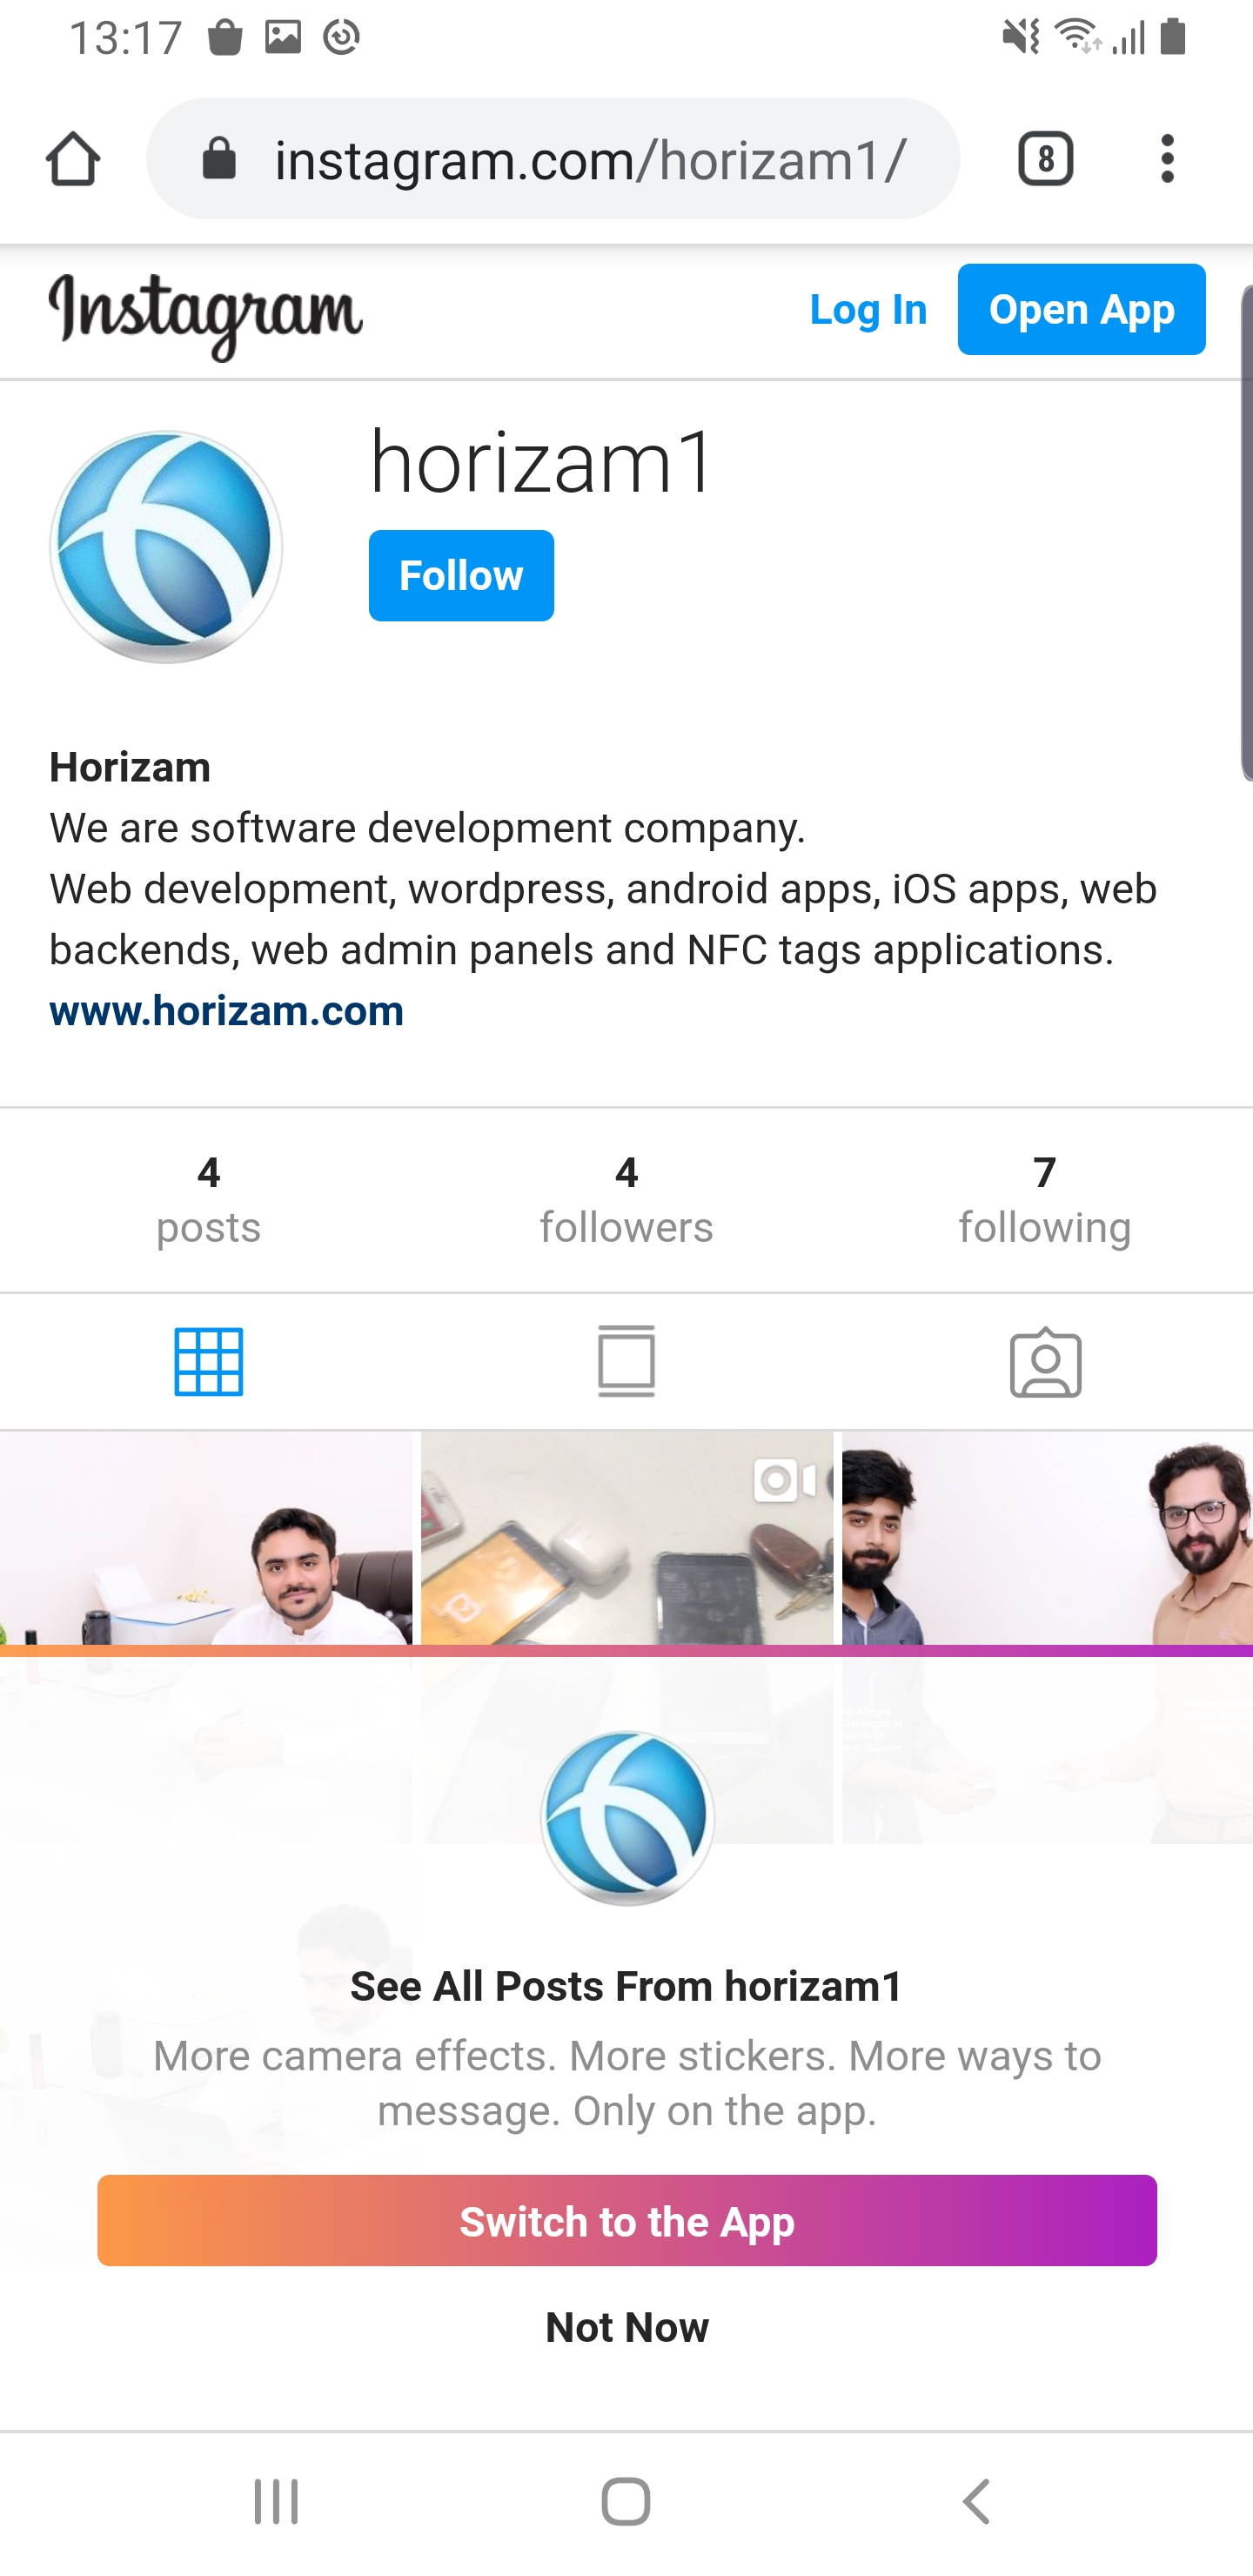 13:17
instagram.com/horizam1/
8
Instagram
Log In
Open App
horizam1
Follow
Horizam
We are software development company.
Web development, wordpress, android apps, iOS apps, web
backends, web admin panels and NFC tags applications.
www.horizam.com
4
posts
4
followers
7
following
See All Posts From horizam1
More camera effects. More stickers. More ways to
message. Only on the app.
Switch to the App
Not Now